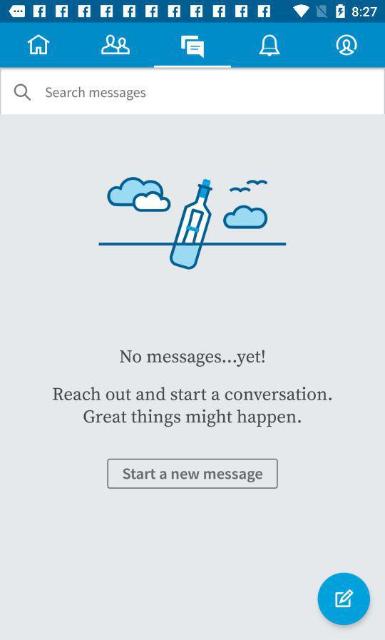 8:27
Search messages
No messages...yet!
Reach out and start a conversation.
Great things might happen.
Start a new message